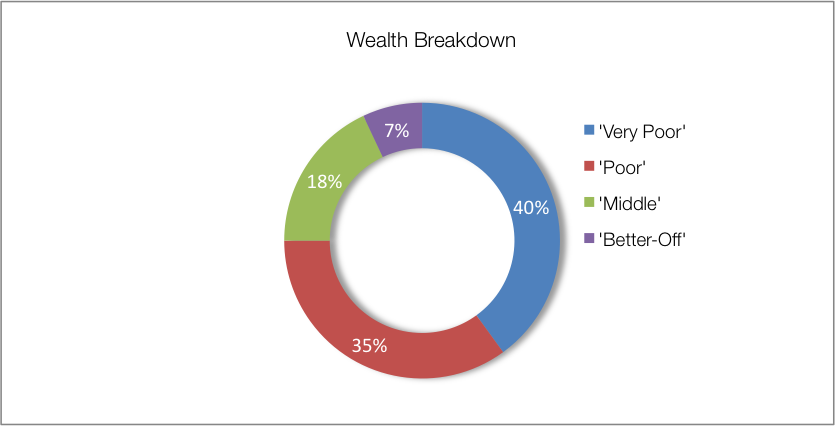 Wealth Breakdown
7%
18%
40%
35%
'Very Poor'
'Poor'
'Middle'
'Better-Off'